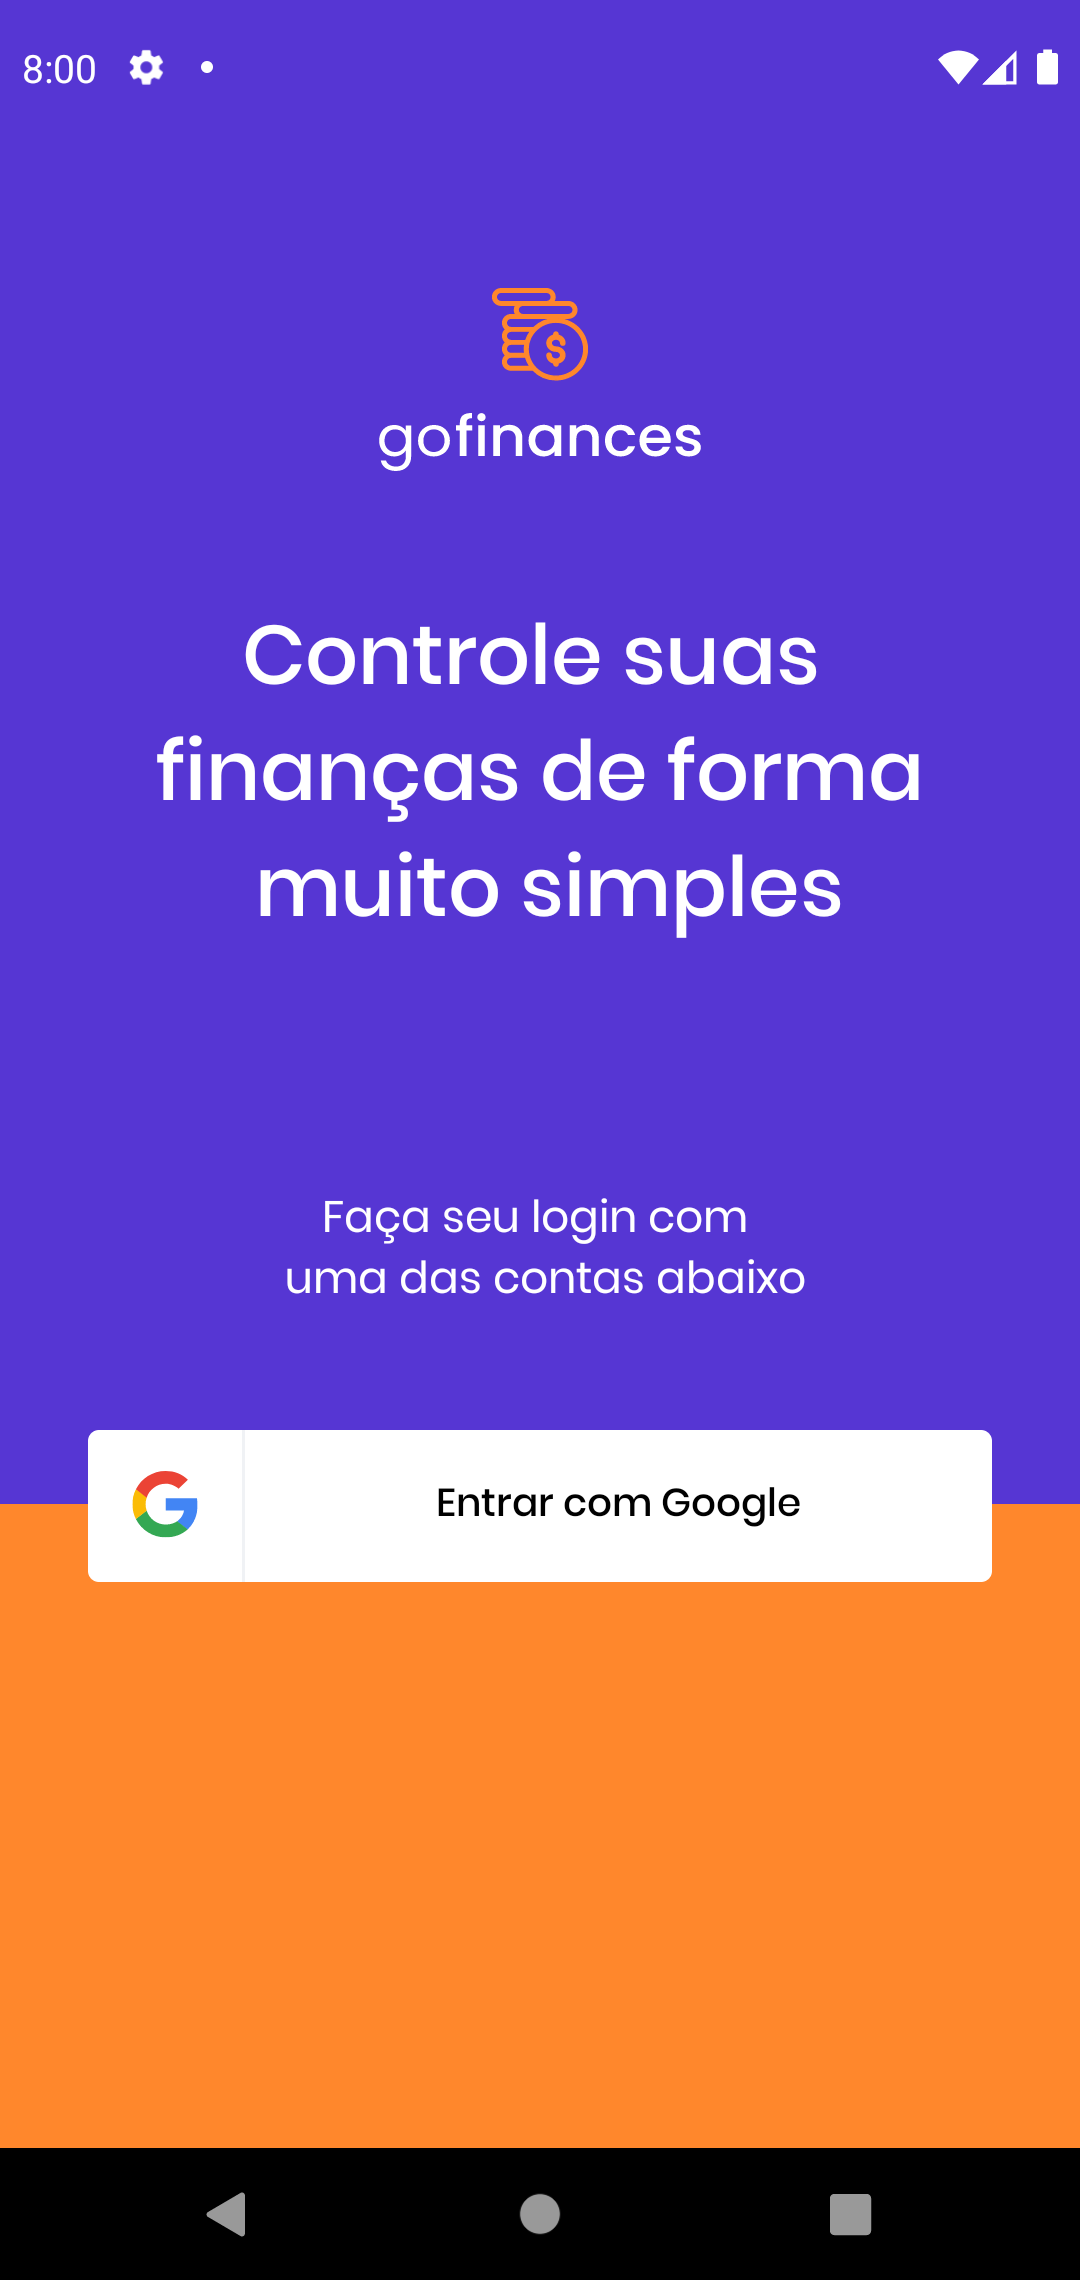 8:00
gofinances
Controle suas
finanças de forma
muito simples
Faça seu login com
uma das contas abaixo
Entrar com Google